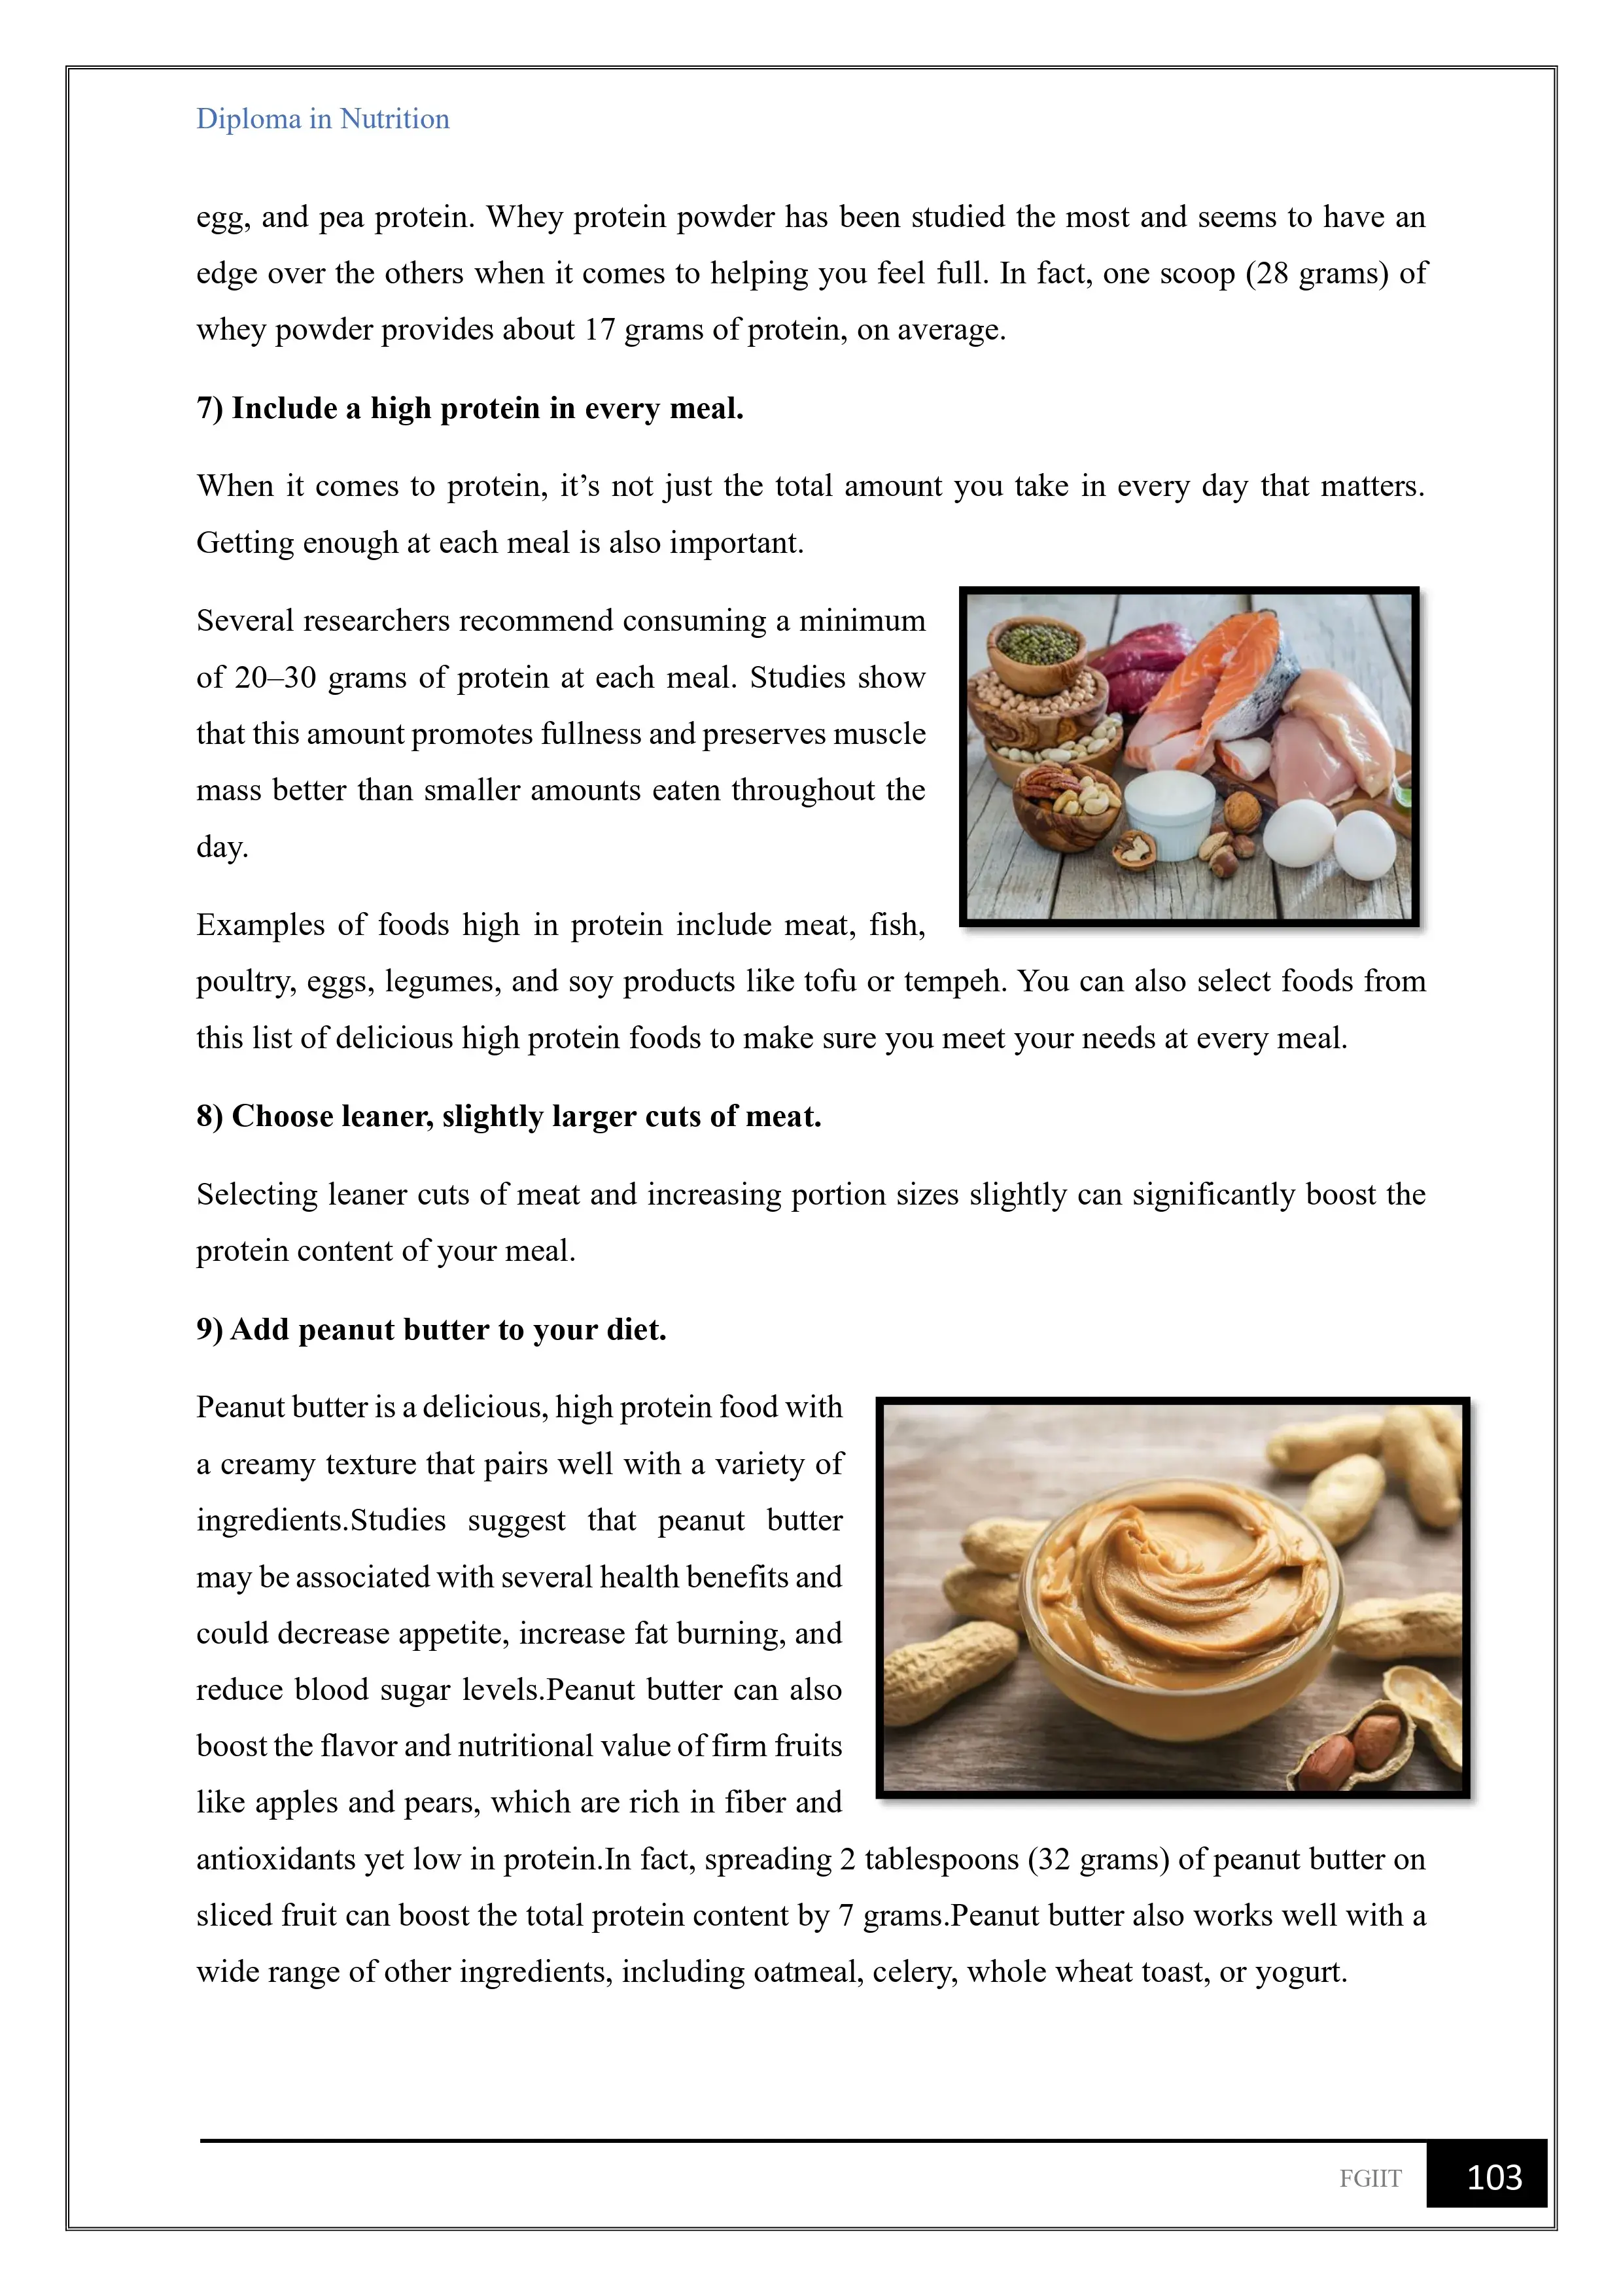 Diploma in Nutrition
egg, and pea protein. Whey protein powder has been studied the most and seems to have an
edge over the others when it comes to helping you feel full. In fact, one scoop (28 grams) of
whey powder provides about 17 grams of protein, on average.
7) Include a high protein in every meal.
When it comes to protein, it’s not just the total amount you take in every day that matters.
Getting enough at each meal is also important.
Several researchers recommend consuming a minimum
of 20–30 grams of protein at each meal. Studies show
that this amount promotes fullness and preserves muscle
mass better than smaller amounts eaten throughout the
day.
Examples of foods high in protein include meat, fish,
poultry, eggs, legumes, and soy products like tofu or tempeh. You can also select foods from
this list of delicious high protein foods to make sure you meet your needs at every meal.
8) Choose leaner, slightly larger cuts of meat.
Selecting leaner cuts of meat and increasing portion sizes slightly can significantly boost the
protein content of your meal.
9) Add peanut butter to your diet.
Peanut butter is a delicious, high protein food with
a creamy texture that pairs well with a variety of
ingredients.Studies suggest that peanut butter
may be associated with several health benefits and
could decrease appetite, increase fat burning, and
reduce blood sugar levels.Peanut butter can also
boost the flavor and nutritional value of firm fruits
like apples and pears, which are rich in fiber and
antioxidants yet low in protein.In fact, spreading 2 tablespoons (32 grams) of peanut butter on
sliced fruit can boost the total protein content by 7 grams.Peanut butter also works well with a
wide range of other ingredients, including oatmeal, celery, whole wheat toast, or yogurt.
FGIIT 103